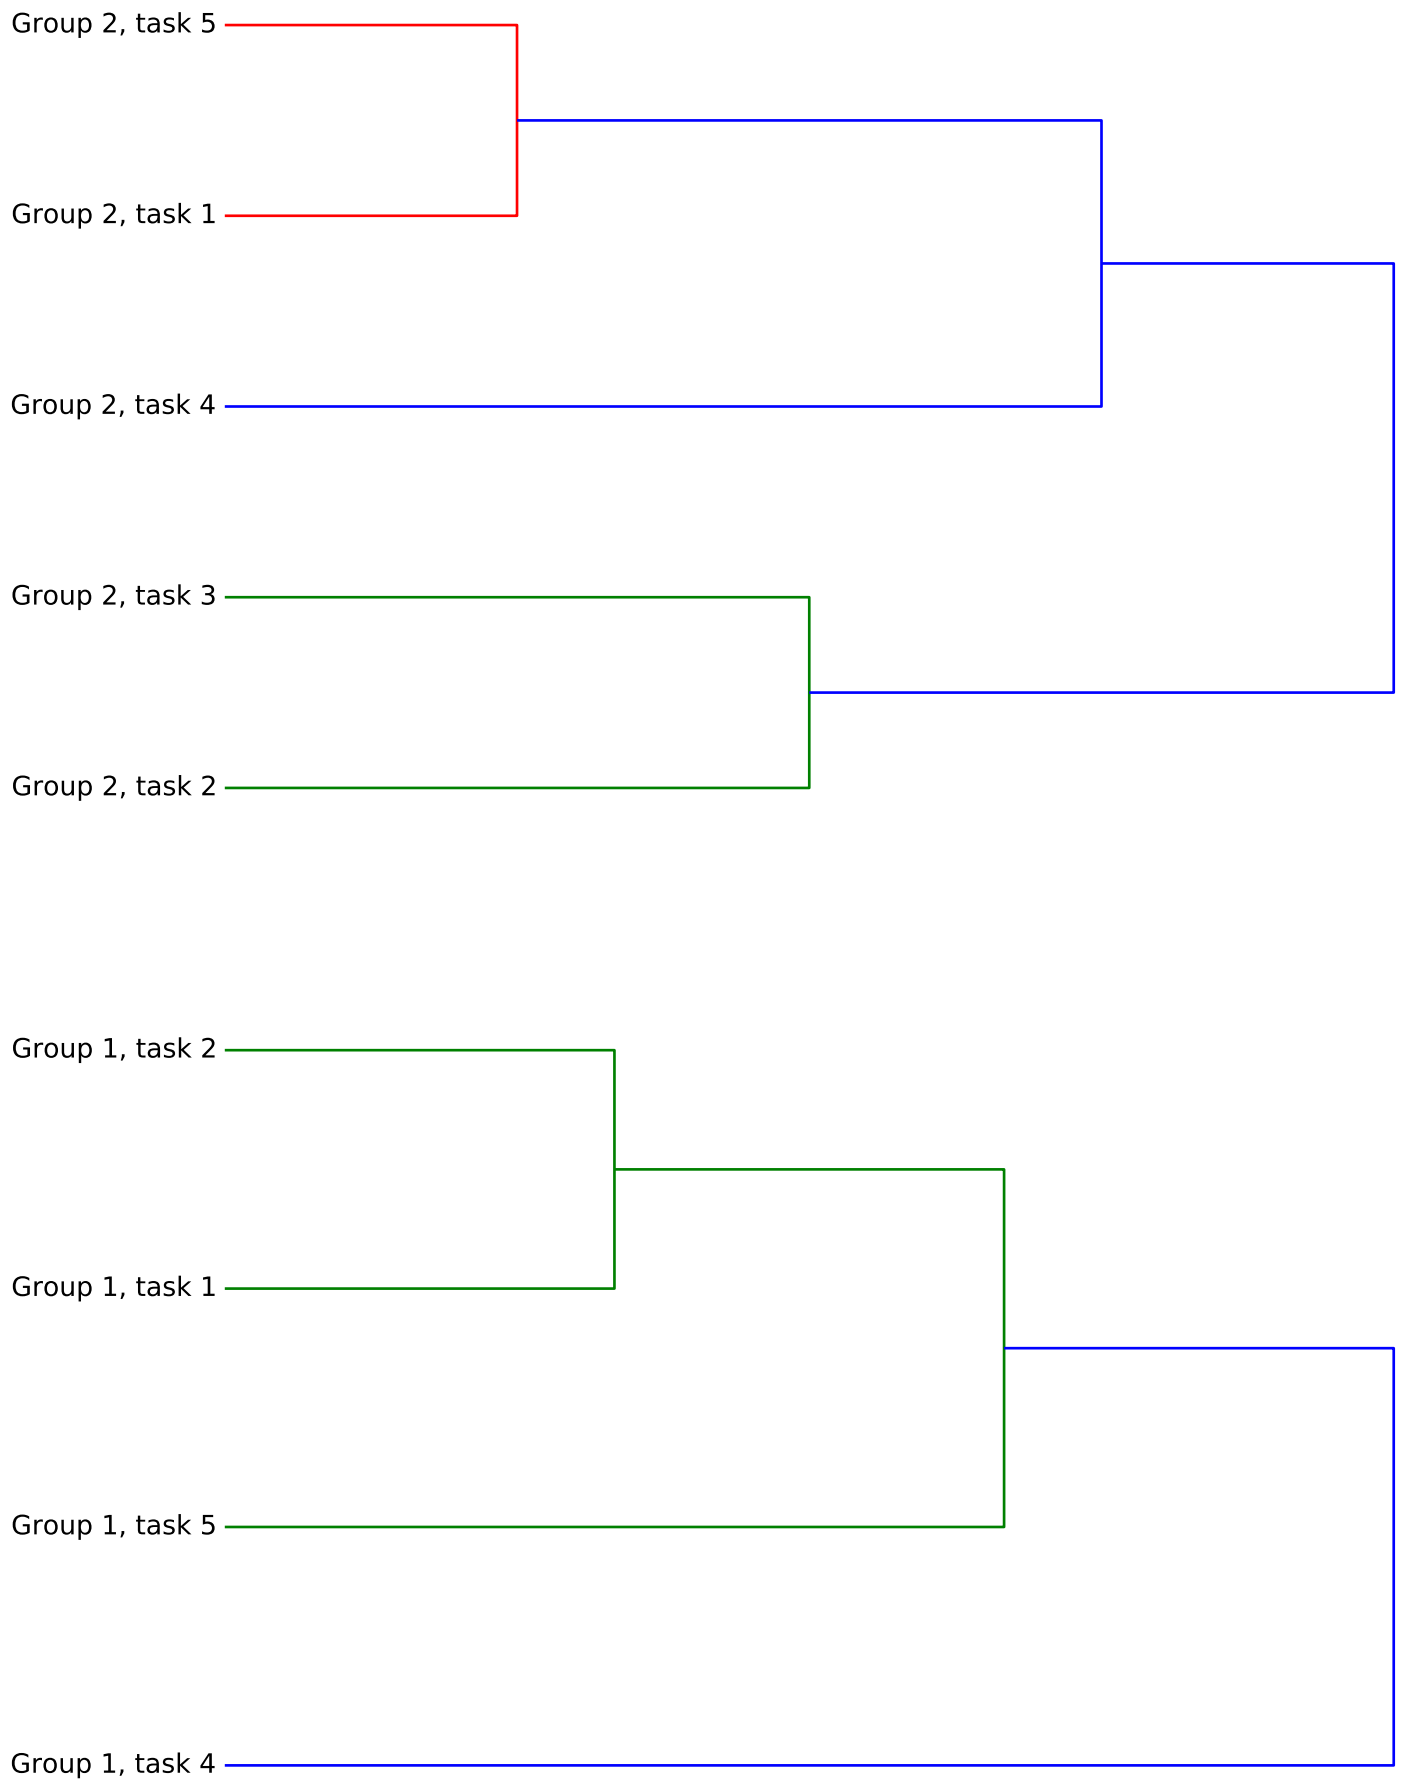 Group 2, task 5
Group 2, task 1
Group 2, task 4
Group 2, task 3
Group 2, task 2
Group 1, task 2
Group 1, task 1
Group 1, task 5
Group 1, task 4